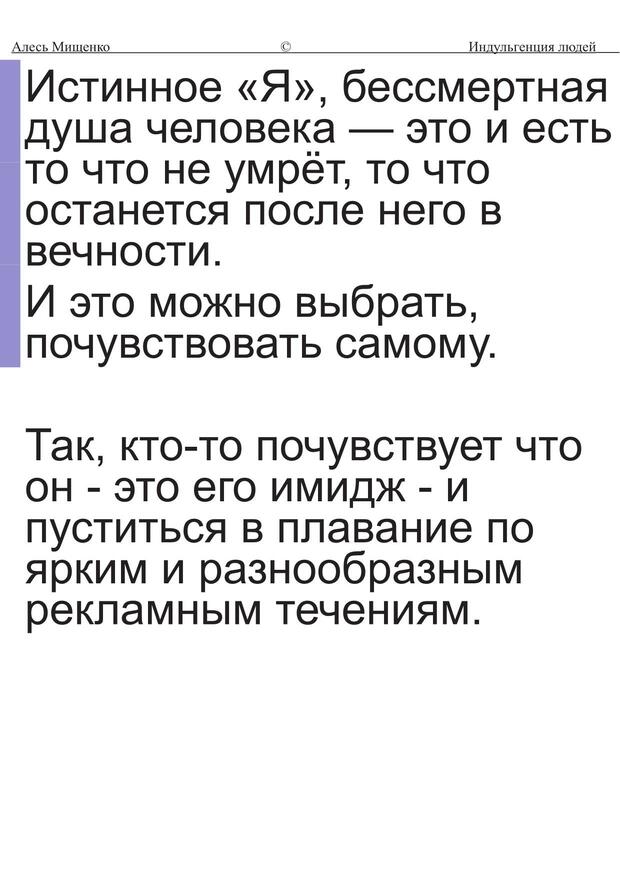 Алесь Мищенко © Индульгенция людей
Истинное «Я», бессмертная
душа человека — это и есть
то что не умрёт, то что
останется после него в
вечности.
И это можно выбрать,
почувствовать самому.
Так, кто-то почувствует что
он - это его имидж - и
пуститься в плавание по
ярким и разнообразным
рекламным течениям.